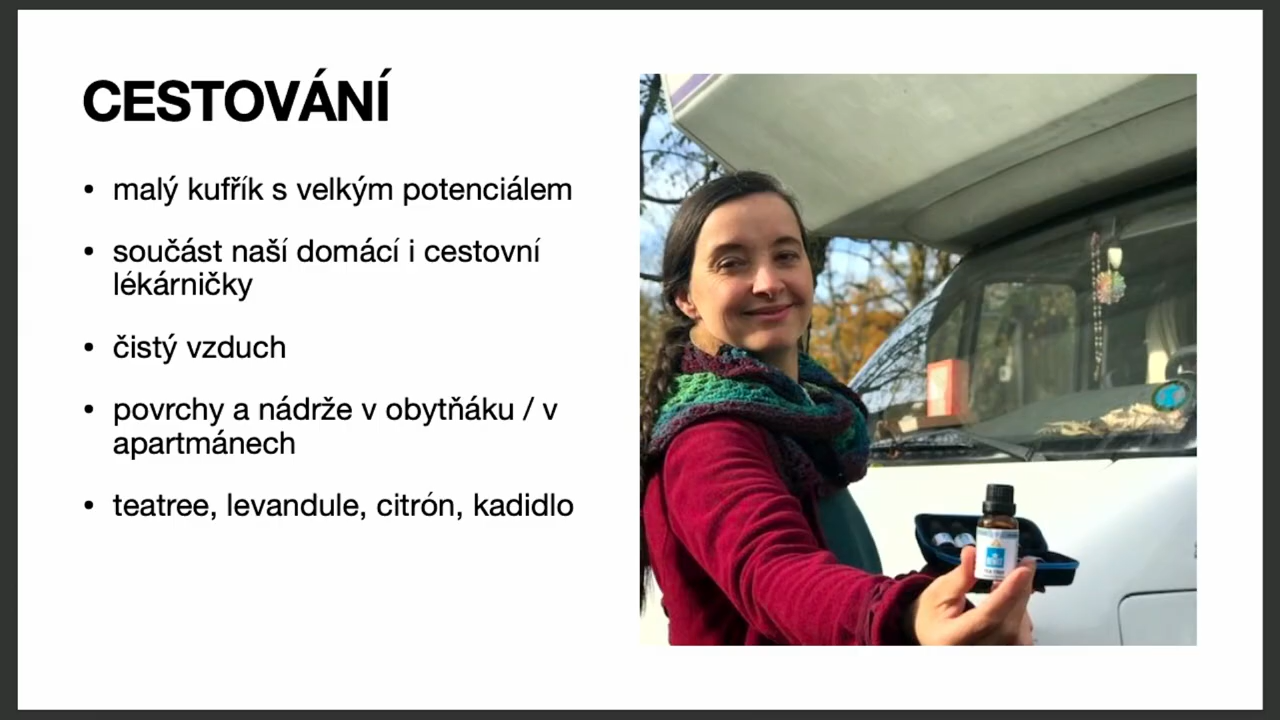 CESTOVÁNÍ
• malý kufřík s velkým potenciálem
• součást naší domácí i cestovní
lékárničky
• čistý vzduch
• povrchy a nádrže v obytňáku / v
apartmánech
• teatree, levandule, citrón, kadidlo